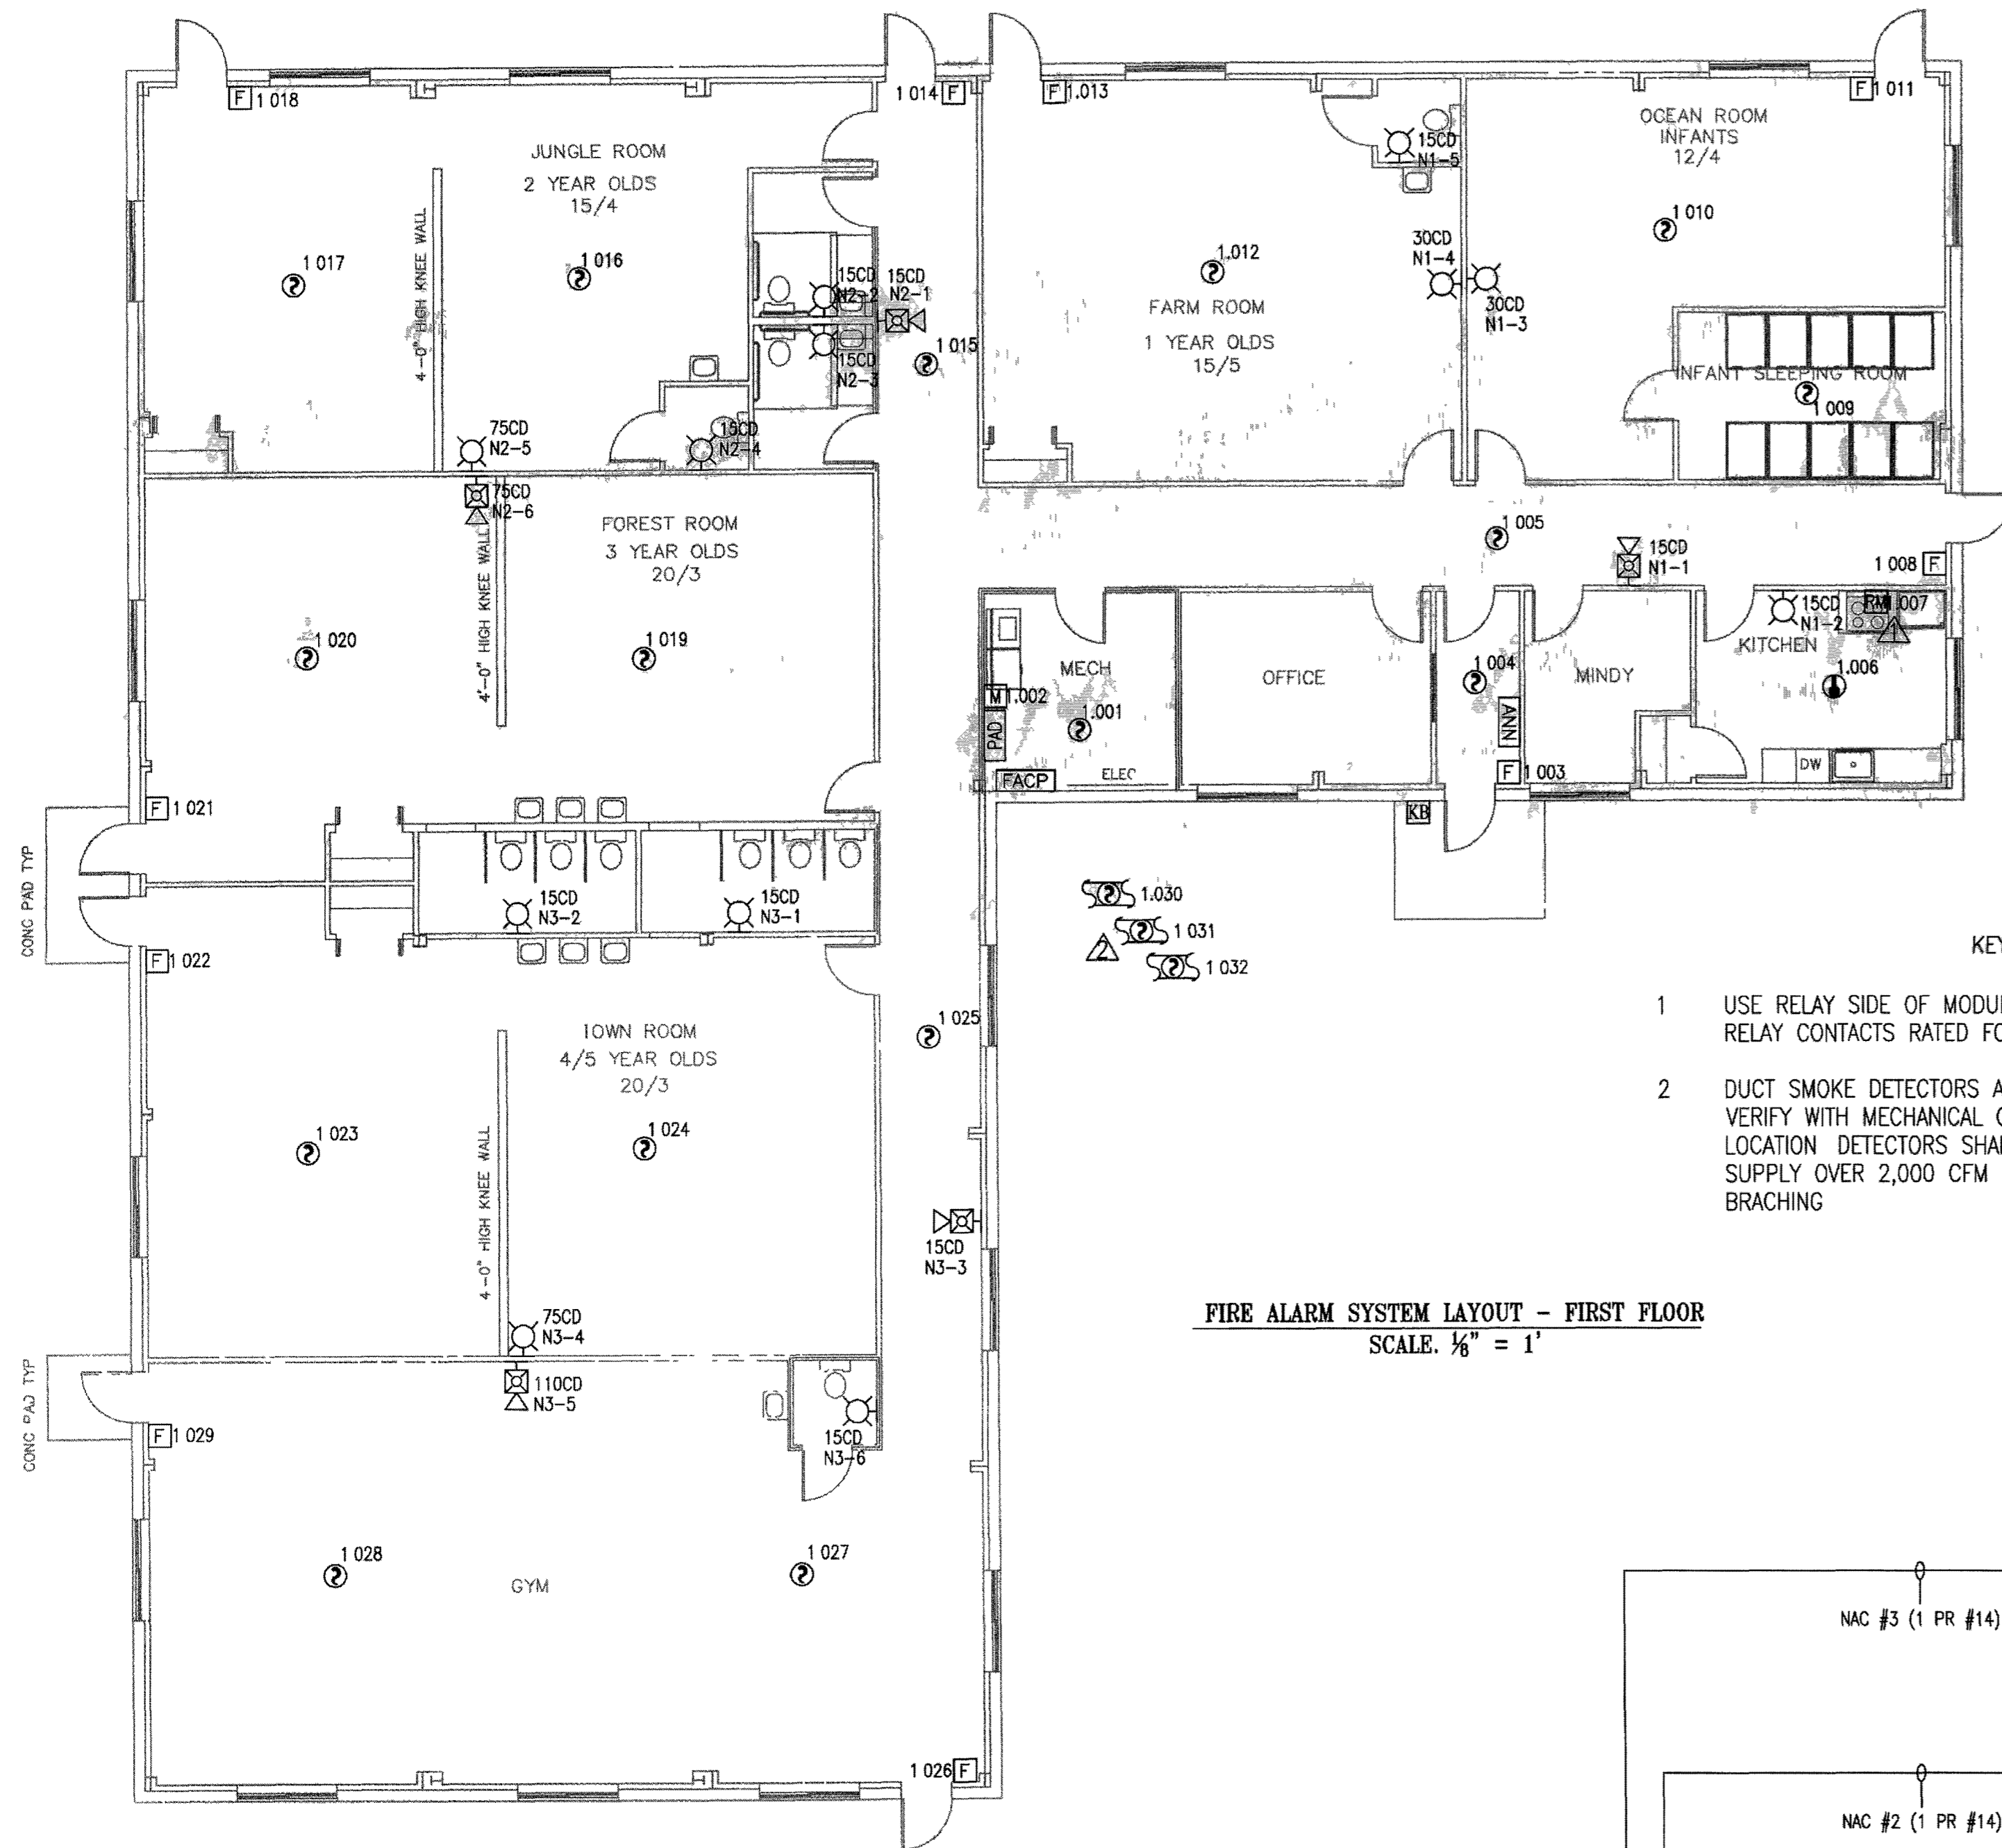 F 1 018
1 014 F
F 1.013
F 1 011
JUNGLE ROOM
2 YEAR OLDS
15/4
OCEAN ROOM
INFANTS
12/4
15CD
N1-5
1 017
4'-0" HIGH KNEE WALL
1 016
15CD
N2-2
15CD
N2-1
15CD
N2-3
1 015
1.012
FARM ROOM
1 YEAR OLDS
15/5
30CD
N1-4
30CD
N1-3
1 010
INFANT SLEEPING ROOM
1 009
75CD
N2-5
15CD
N2-4
75CD
N2-6
FOREST ROOM
3 YEAR OLDS
20/3
4'-0" HIGH KNEE WALL
1 020
1 019
1 005
15CD
N1-1
1 008 F
15CD
N1-2
RM 1.007
1
KITCHEN
1.006
MECH
M 1.002
PAD
1.001
FACP
ELEC
OFFICE
1 004
ANN
MINDY
F 1 003
DW
KB
F 1 021
CONC PAD TYP
F 1 022
15CD
N3-2
15CD
N3-1
1.030
1 031
2
1 032
TOWN ROOM
4/5 YEAR OLDS
20/3
1 025
1 023
4'-0" HIGH KNEE WALL
1 024
15CD
N3-3
75CD
N3-4
110CD
N3-5
15CD
N3-6
CONC PAD TYP
F 1 029
1 028
GYM
1 027
1 026 F
KEY
1 USE RELAY SIDE OF MODU
RELAY CONTACTS RATED FO
2 DUCT SMOKE DETECTORS A
VERIFY WITH MECHANICAL C
LOCATION DETECTORS SHAL
SUPPLY OVER 2,000 CFM
BRACHING
FIRE ALARM SYSTEM LAYOUT – FIRST FLOOR
SCALE. ⅛" = 1'
NAC #3 (1 PR #14)
NAC #2 (1 PR #14)